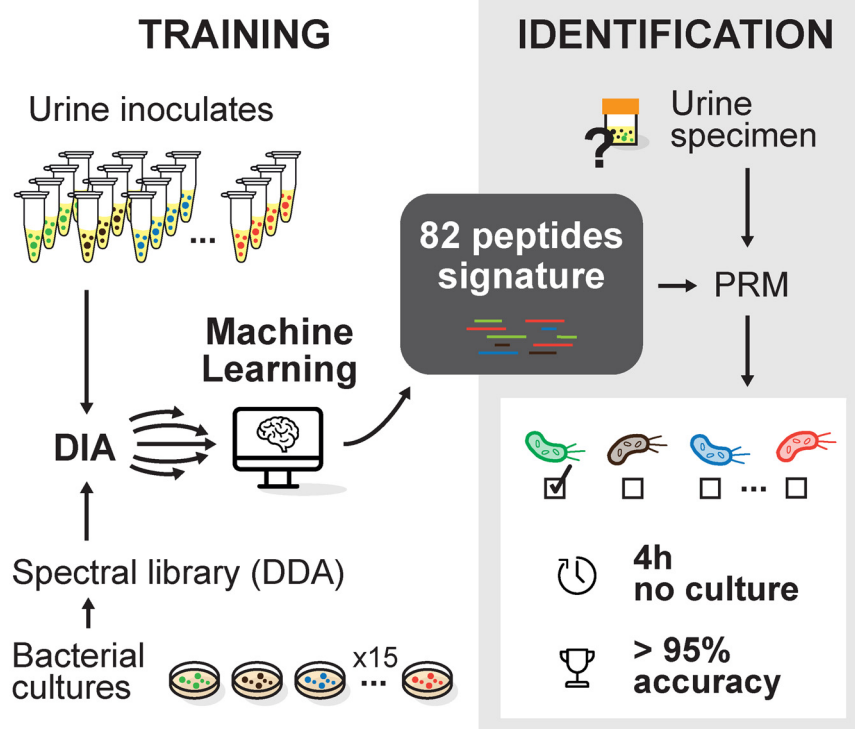 TRAINING
Urine inoculates
...
Machine
Learning
DIA
Spectral library (DDA)
Bacterial
cultures
x15
...
82 peptides
signature
IDENTIFICATION
?
Urine
specimen
PRM
...
4h
no culture
> 95%
accuracy